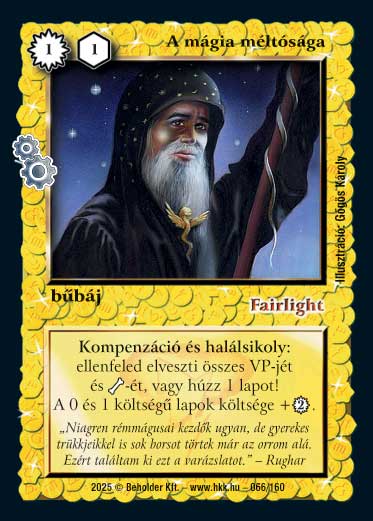 1
1
A mágia méltósága
Illusztráció: Gögös Károly
bűbáj
Fairlight
Kompenzáció és halálsikoly:
ellenfeled elveszti összes VP-jét
és -ét, vagy húzz 1 lapot!
A 0 és 1 költségű lapok költsége +2.
„Niagren rémmágusai kezdők ugyan, de gyerekes
trükkjeikkel is sok borsot törtek már az orrom alá.
Ezért találtam ki ezt a varázslatot.” – Rughar
2025 © Beholder Kft. – www.hkk.hu – 066/160